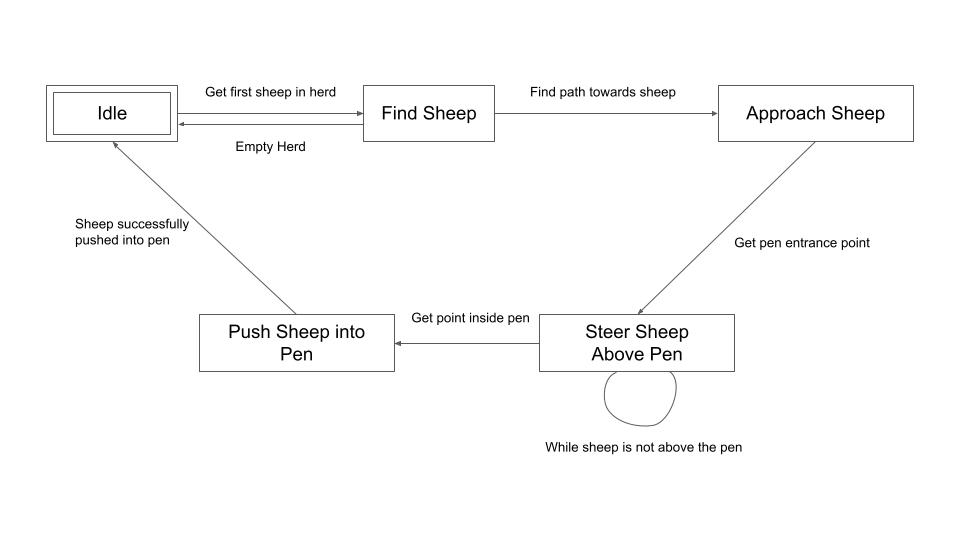 Get first sheep in herd
Find path towards sheep
Idle
Find Sheep
Approach Sheep
Empty Herd
Sheep successfully
pushed into pen
Get pen entrance point
Get point inside pen
Push Sheep into
Pen
Steer Sheep
Above Pen
While sheep is not above the pen